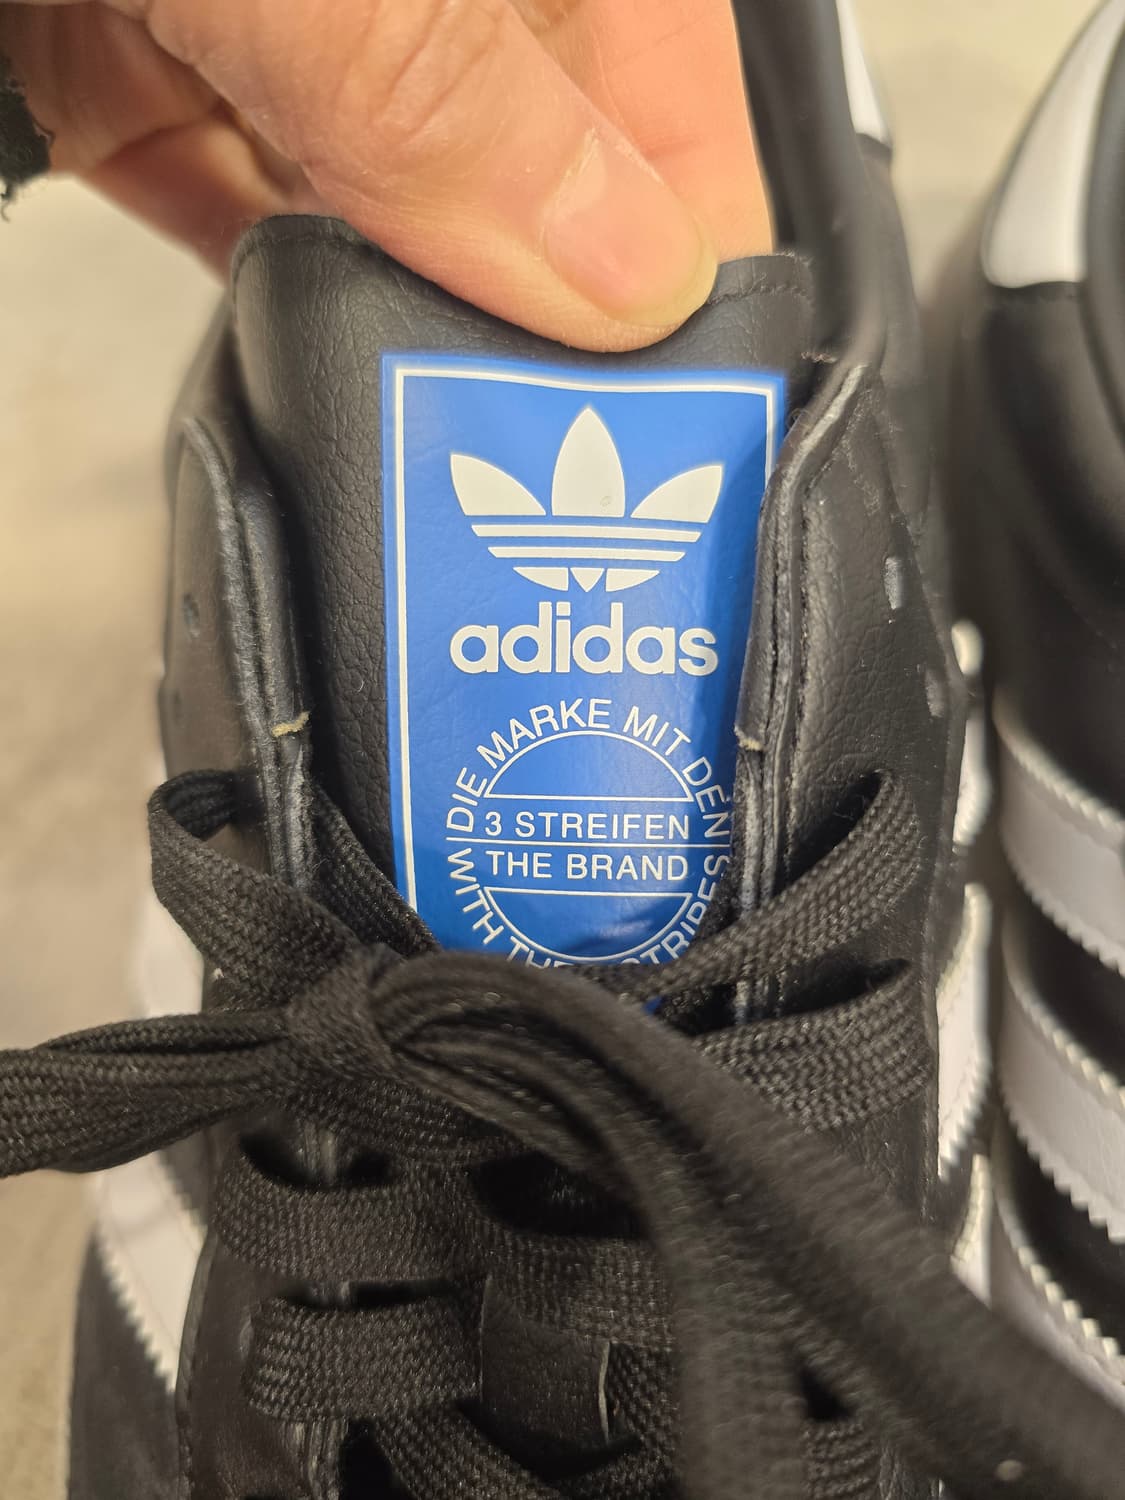 adidas
DIE MARKE MIT DEN
3 STREIFEN
THE BRAND
WITH